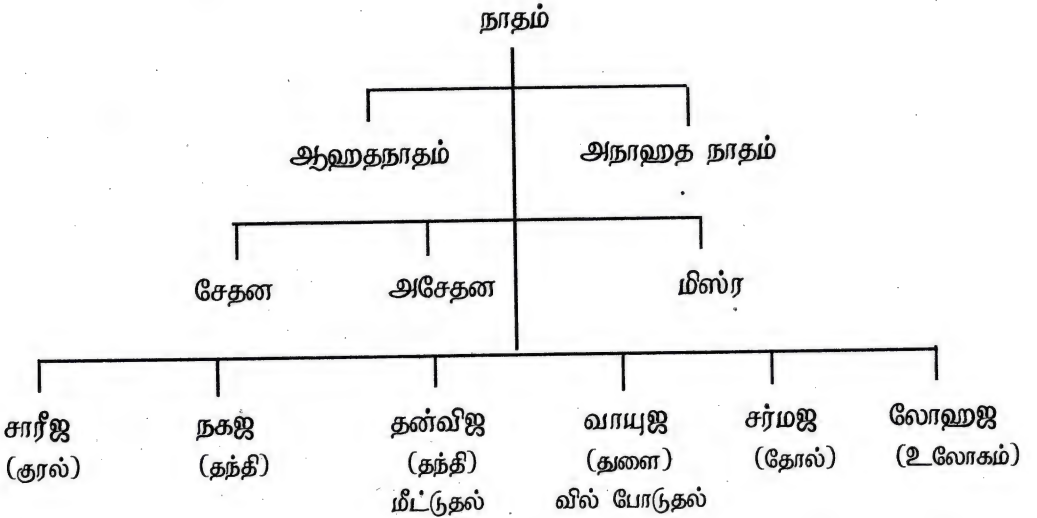 நாதம்
ஆஹதநாதம் அநாஹத நாதம்
சேதன அசேதன மிஸ்ர
சாரீஜ நகஜ தன்விஜ வாயுஜ சர்மஜ லோஹஜ
(குரல்) (தந்தி) (தந்தி) (துளை) (தோல்) (உலோகம்)
மீட்டுதல் வில் போடுதல்